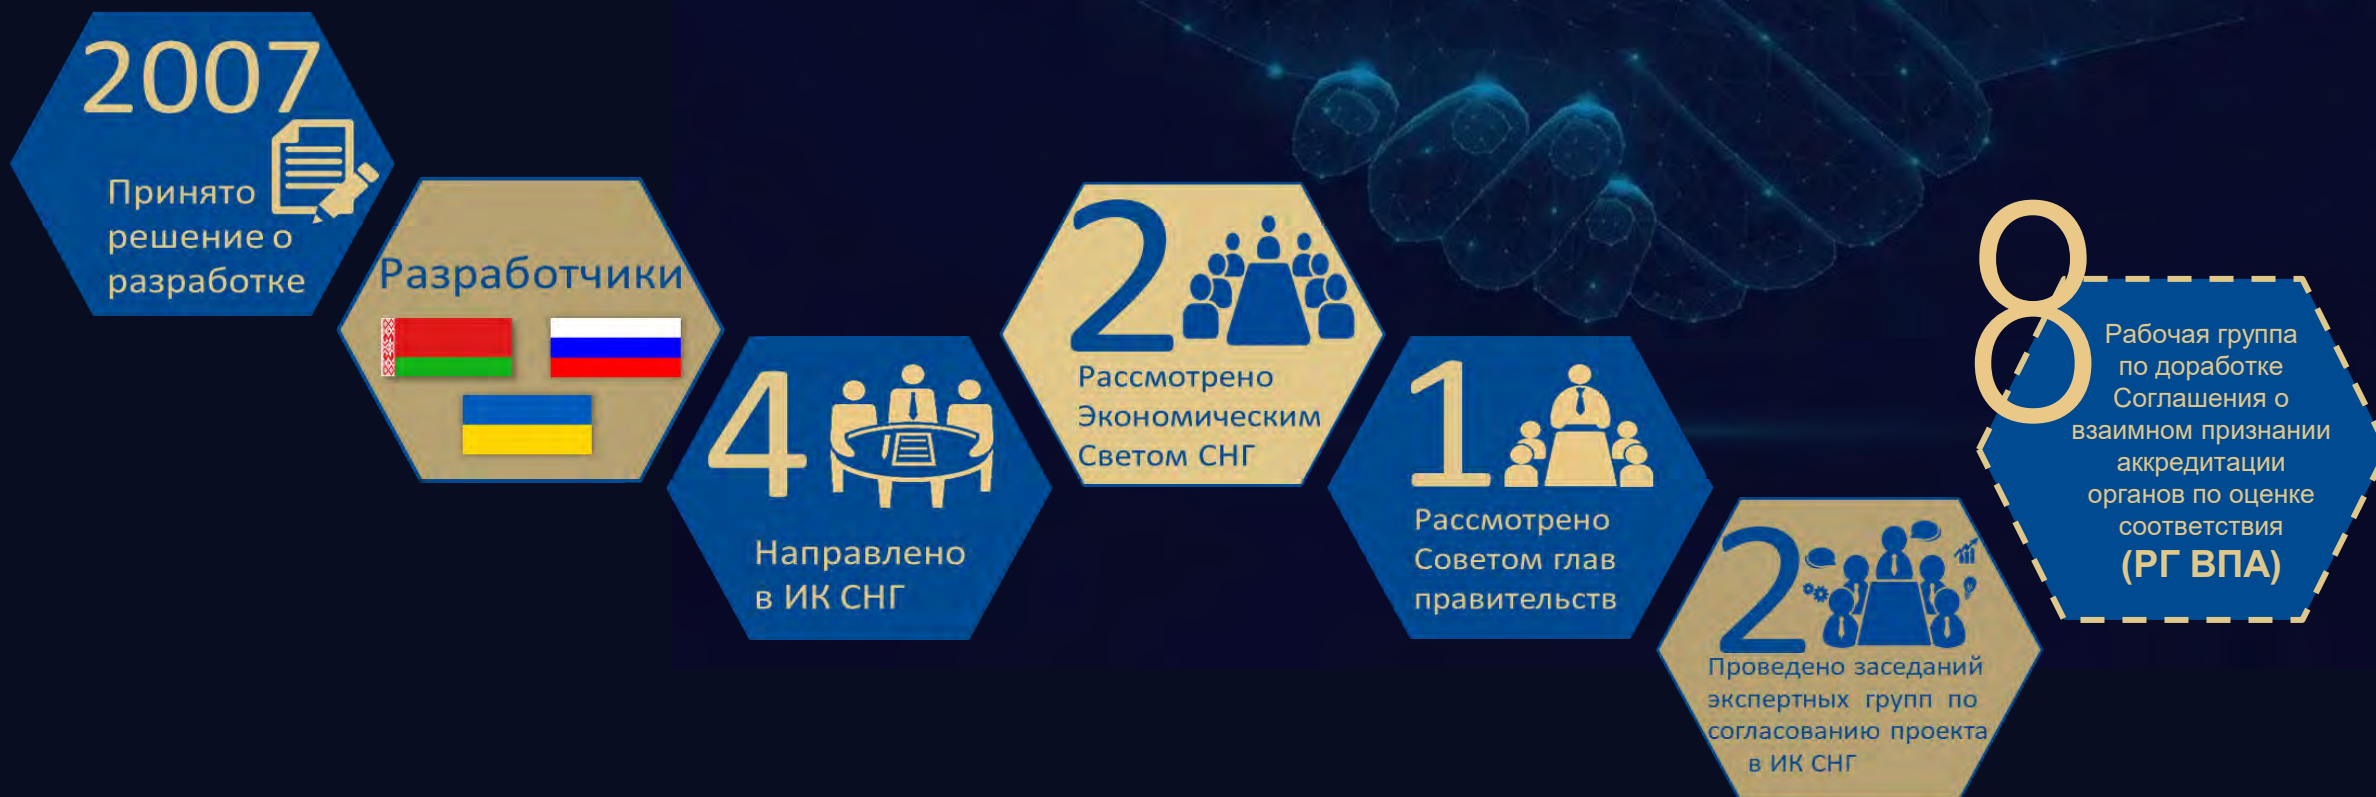 2007
Принято
решение о
разработке
Разработчики
4
Направлено
в ИК СНГ
2
Рассмотрено
Экономическим
Светом СНГ
1
Рассмотрено
Советом глав
правительств
2
Проведено заседаний
экспертных групп по
согласованию проекта
в ИК СНГ
8
Рабочая группа
по доработке
Соглашения о
взаимном признании
аккредитации
органов по оценке
соответствия
(РГ ВПА)